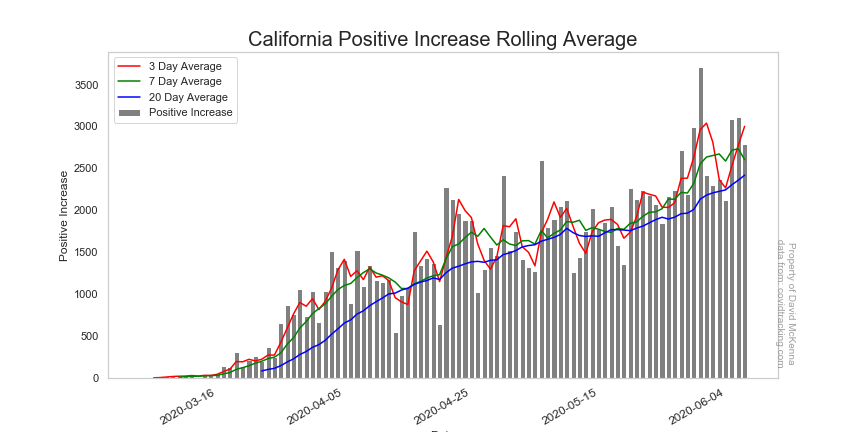 California Positive Increase Rolling Average
3 Day Average
7 Day Average
20 Day Average
Positive Increase
Positive Increase
3500
3000
2500
2000
1500
1000
500
0
2020-03-16
2020-04-05
2020-04-25
2020-05-15
2020-06-04
Property of David McKenna
data from: covidtracking.com